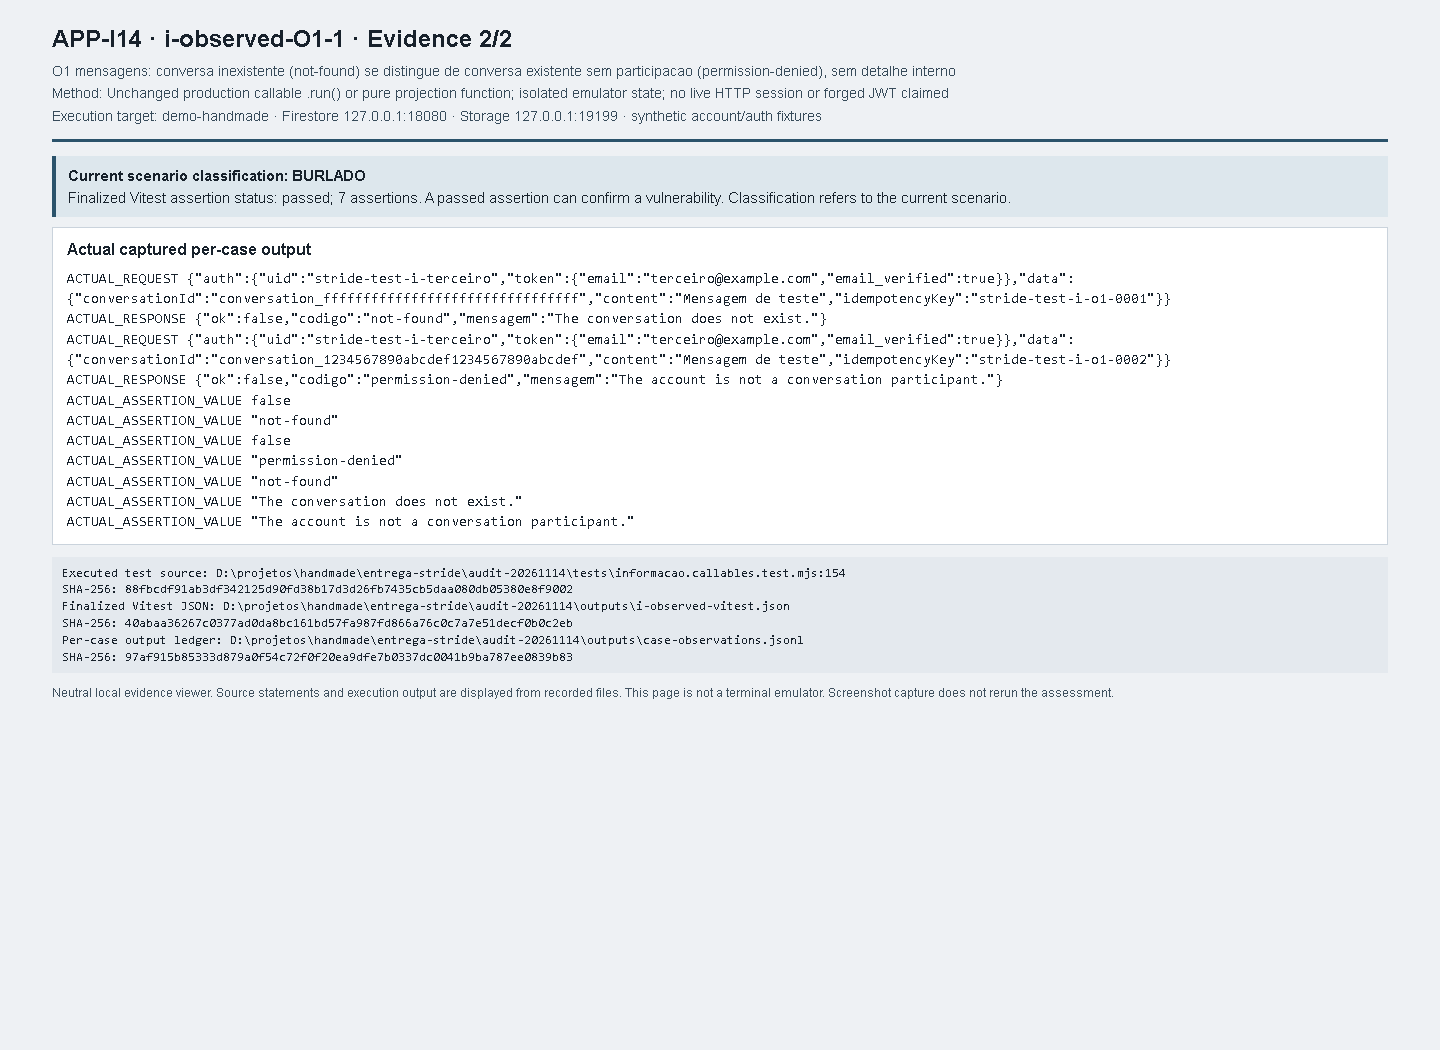 APP-I14 · i-observed-O1-1 · Evidence 2/2
O1 mensagens: conversa inexistente (not-found) se distingue de conversa existente sem participacao (permission-denied), sem detalhe interno
Method: Unchanged production callable .run() or pure projection function; isolated emulator state; no live HTTP session or forged JWT claimed
Execution target: demo-handmade · Firestore 127.0.0.1:18080 · Storage 127.0.0.1:19199 · synthetic account/auth fixtures
Current scenario classification: BURLADO
Finalized Vitest assertion status: passed; 7 assertions. A passed assertion can confirm a vulnerability. Classification refers to the current scenario.
Actual captured per-case output
ACTUAL_REQUEST {"auth":{"uid":"stride-test-i-terceiro","token":{"email":"terceiro@example.com","email_verified":true}},"data":
{"conversationId":"conversation_ffffffffffffffffffffffffffffffff","content":"Mensagem de teste","idempotencyKey":"stride-test-i-o1-0001"}}
ACTUAL_RESPONSE {"ok":false,"codigo":"not-found","mensagem":"The conversation does not exist."}
ACTUAL_REQUEST {"auth":{"uid":"stride-test-i-terceiro","token":{"email":"terceiro@example.com","email_verified":true}},"data":
{"conversationId":"conversation_1234567890abcdef1234567890abcdef","content":"Mensagem de teste","idempotencyKey":"stride-test-i-o1-0002"}}
ACTUAL_RESPONSE {"ok":false,"codigo":"permission-denied","mensagem":"The account is not a conversation participant."}
ACTUAL_ASSERTION_VALUE false
ACTUAL_ASSERTION_VALUE "not-found"
ACTUAL_ASSERTION_VALUE false
ACTUAL_ASSERTION_VALUE "permission-denied"
ACTUAL_ASSERTION_VALUE "not-found"
ACTUAL_ASSERTION_VALUE "The conversation does not exist."
ACTUAL_ASSERTION_VALUE "The account is not a conversation participant."
Executed test source: D:\projetos\handmade\entrega-stride\audit-20261114\tests\informacao.callables.test.mjs:154
SHA-256: 88fbcdf91ab3df342125d90fd38b17d3d26fb7435cb5daa080db05380e8f9002
Finalized Vitest JSON: D:\projetos\handmade\entrega-stride\audit-20261114\outputs\i-observed-vitest.json
SHA-256: 40abaa36267c0377ad0da8bc161bd57fa987fd866a76c0c7a7e51decf0b0c2eb
Per-case output ledger: D:\projetos\handmade\entrega-stride\audit-20261114\outputs\case-observations.jsonl
SHA-256: 97af915b85333d879a0f54c72f0f20ea9dfe7b0337dc0041b9ba787ee0839b83
Neutral local evidence viewer. Source statements and execution output are displayed from recorded files. This page is not a terminal emulator. Screenshot capture does not rerun the assessment.